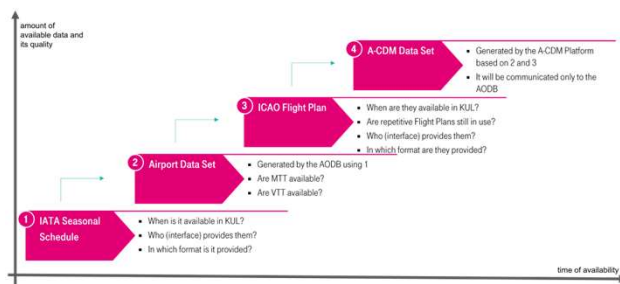 amount of
available data and
its quality
4
A-CDM Data Set
• Generated by the A-CDM Platform
based on 2 and 3
• It will be communicated only to the
AODB
3
ICAO Flight Plan
• When are they available in KUL?
• Are repetitive Flight Plans still in use?
• Who (interface) provides them?
• In which format are they provided?
2
Airport Data Set
• Generated by the AODB using 1
• Are MTT available?
• Are VTT available?
1
IATA Seasonal
Schedule
• When is it available in KUL?
• Who (interface) provides them?
• In which format is it provided?
time of availability